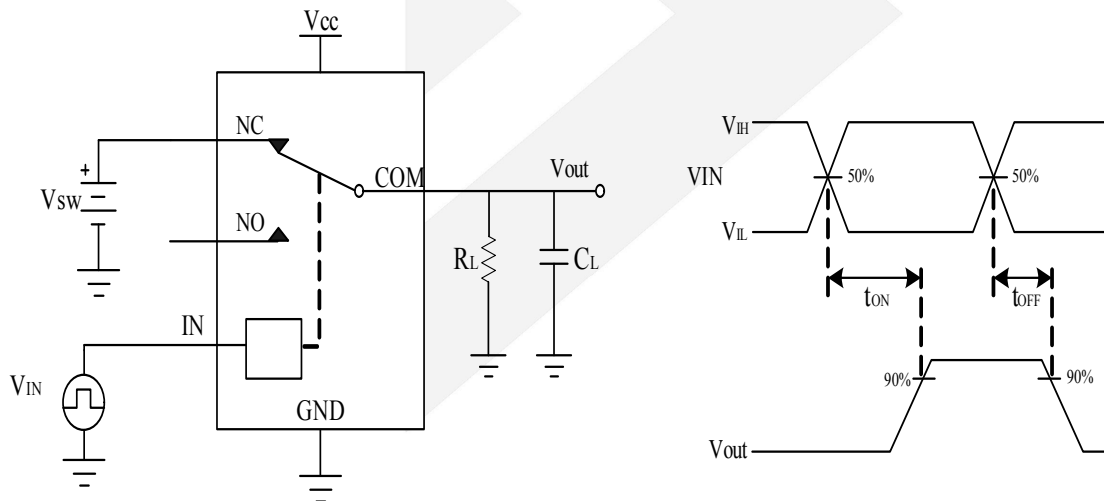 Vcc
NC
COM
Vout
VSW
NO
RL
CL
IN
VIN
GND
VIH
VIN
50%
50%
VIL
tON
tOFF
90%
90%
Vout